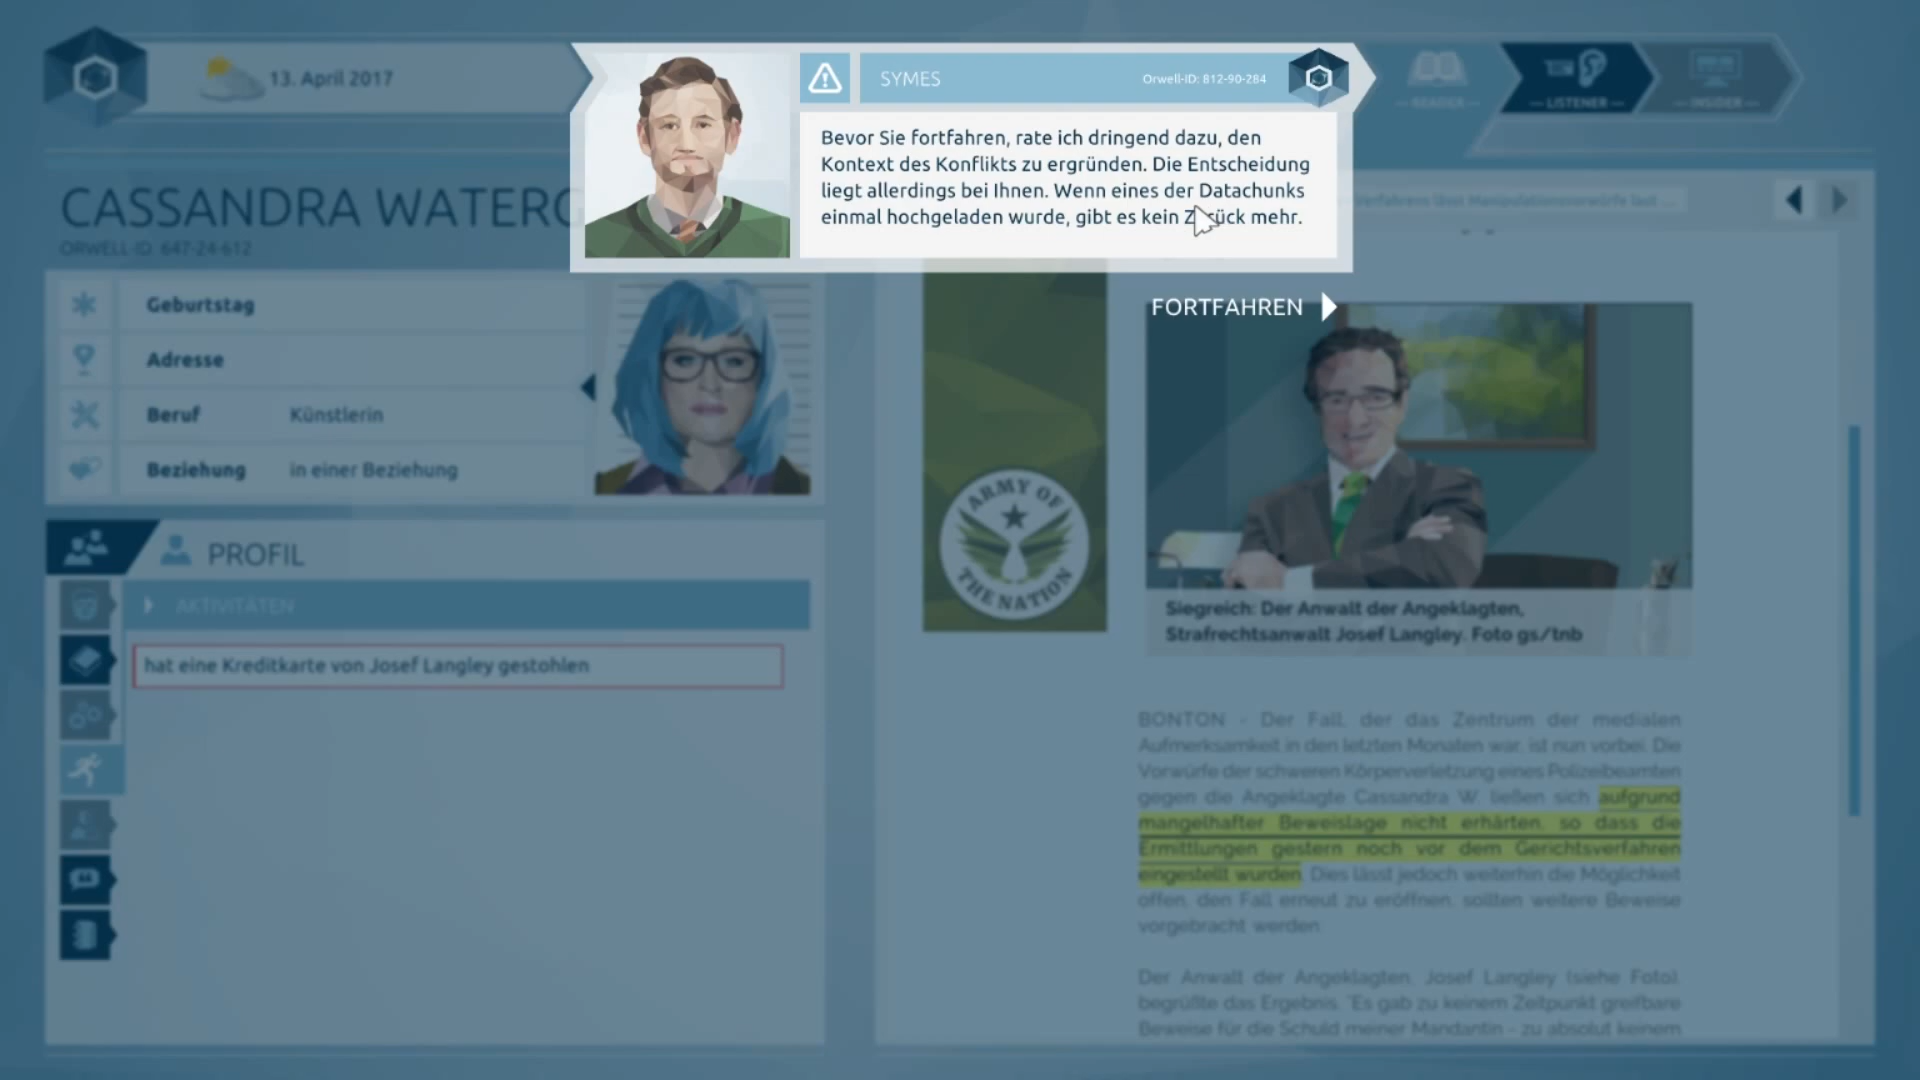 13. April 2017
SYMES
Orwell-ID: 812-90-284
Bevor Sie fortfahren, rate ich dringend dazu, den
Kontext des Konflikts zu ergründen. Die Entscheidung
liegt allerdings bei Ihnen. Wenn eines der Datachunks
einmal hochgeladen wurde, gibt es kein Zurück mehr.
FORTFAHREN
— READER —
— LISTENER —
— INSIDER —
CASSANDRA WATERG
ORWELL-ID: 647-24-612
Geburtstag
Adresse
Beruf Künstlerin
Beziehung in einer Beziehung
PROFIL
AKTIVITÄTEN
hat eine Kreditkarte von Josef Langley gestohlen
Verfahrens lässt Manipulationsvorwürfe laut ...
ARMY OF
THE NATION
Siegreich: Der Anwalt der Angeklagten,
Strafrechtsanwalt Josef Langley. Foto gs/tnb
BONTON - Der Fall, der das Zentrum der medialen
Aufmerksamkeit in den letzten Monaten war, ist nun vorbei. Die
Vorwürfe der schweren Körperverletzung eines Polizeibeamten
gegen die Angeklagte Cassandra W. ließen sich aufgrund
mangelhafter Beweislage nicht erhärten, so dass die
Ermittlungen gestern noch vor dem Gerichtsverfahren
eingestellt wurden. Dies lässt jedoch weiterhin die Möglichkeit
offen, den Fall erneut zu eröffnen, sollten weitere Beweise
vorgebracht werden.
Der Anwalt der Angeklagten, Josef Langley (siehe Foto),
begrüßte das Ergebnis. "Es gab zu keinem Zeitpunkt greifbare
Beweise für die Schuld meiner Mandantin - zu absolut keinem